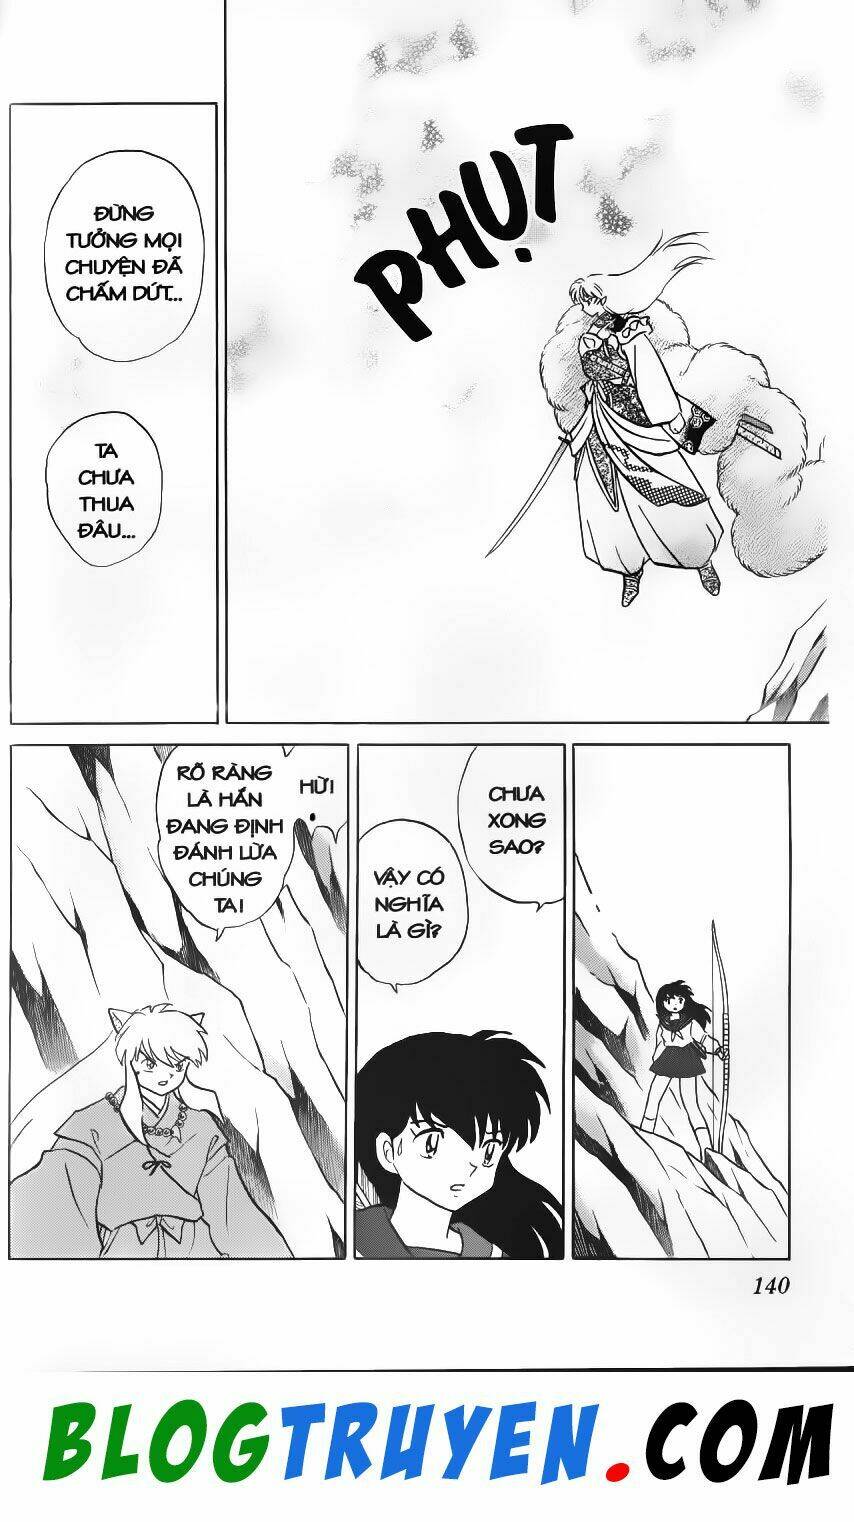 PHỤT
ĐỪNG
TƯỞNG MỌI
CHUYỆN ĐÃ
CHẤM DỨT...
TA
CHƯA
THUA
ĐÂU...
CHƯA
XONG
SAO?
VẬY CÓ
NGHĨA
LÀ GÌ?
HỪ!
RÕ RÀNG
LÀ HẮN
ĐANG ĐỊNH
ĐÁNH LỪA
CHÚNG
TA!
140
BLOGTRUYEN.COM